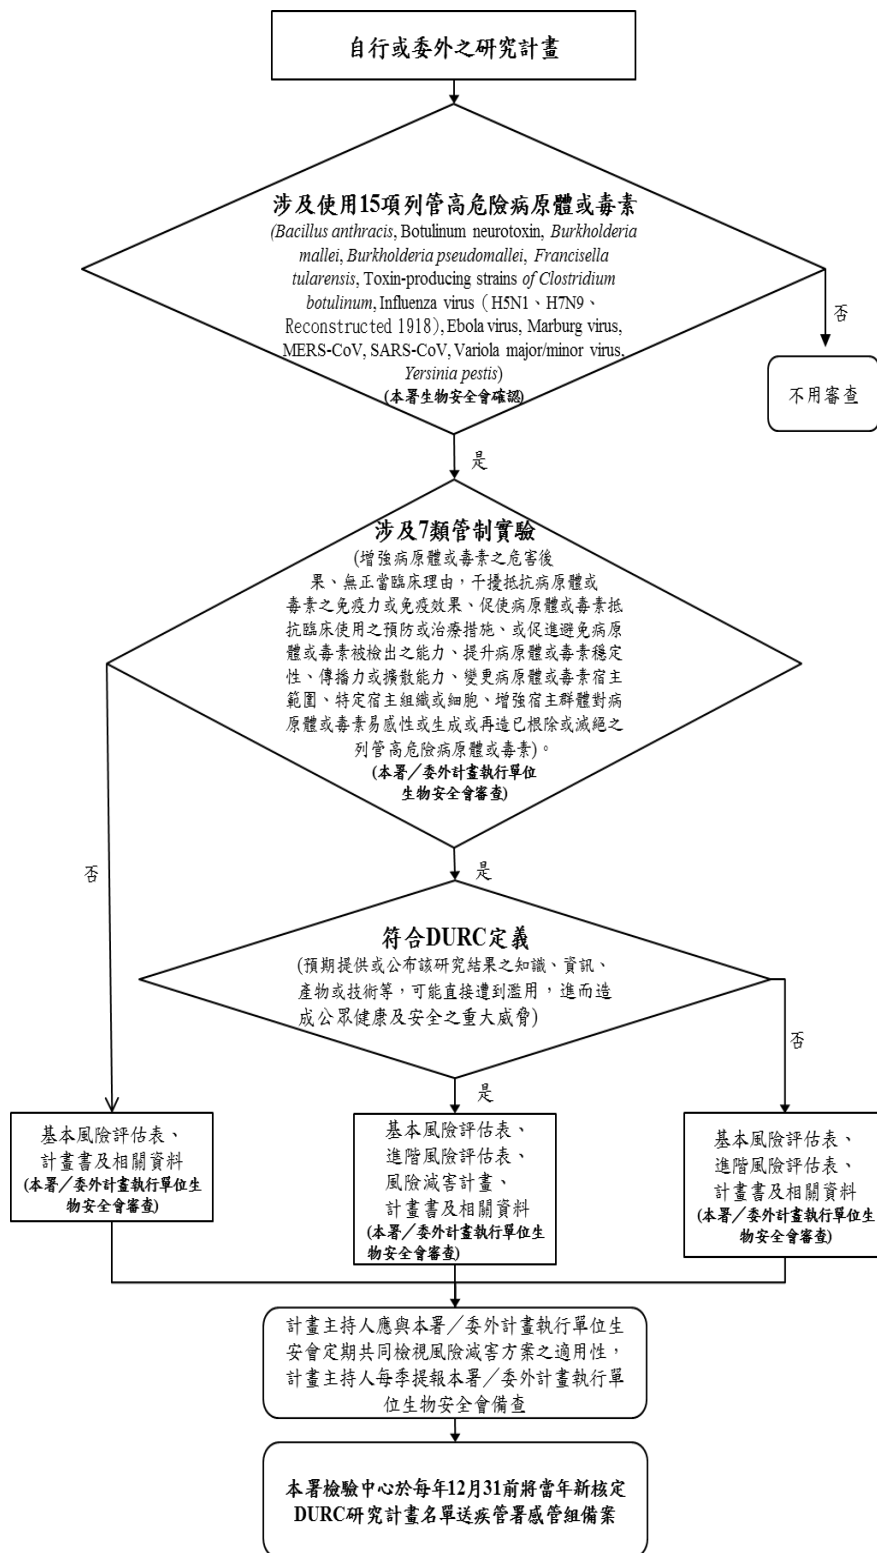 自行或委外之研究計畫
涉及使用15項列管高危險病原體或毒素
(Bacillus anthracis, Botulinum neurotoxin, Burkholderia
mallei, Burkholderia pseudomallei, Francisella
tularensis, Toxin-producing strains of Clostridium
botulinum, Influenza virus（H5N1、H7N9、
Reconstructed 1918）, Ebola virus, Marburg virus,
MERS-CoV, SARS-CoV, Variola major/minor virus,
Yersinia pestis)
(本署生物安全會確認)
否
不用審查
是
涉及7類管制實驗
(增強病原體或毒素之危害後
果、無正當臨床理由，干擾抵抗病原體或
毒素之免疫力或免疫效果、促使病原體或毒素抵
抗臨床使用之預防或治療措施、或促進避免病原
體或毒素被檢出之能力、提升病原體或毒素穩定
性、傳播力或擴散能力、變更病原體或毒素宿主
範圍、特定宿主組織或細胞、增強宿主群體對病
原體或毒素易感性或生成或再造已根除或滅絕之
列管高危險病原體或毒素)。
(本署／委外計畫執行單位
生物安全會審查)
否
是
符合DURC定義
(預期提供或公布該研究結果之知識、資訊、
產物或技術等，可能直接遭到濫用，進而造
成公眾健康及安全之重大威脅)
否
是
基本風險評估表、
計畫書及相關資料
(本署／委外計畫執行單位生
物安全會審查)
基本風險評估表、
進階風險評估表、
風險減害計畫、
計畫書及相關資料
(本署／委外計畫執行單位生
物安全會審查)
基本風險評估表、
進階風險評估表、
計畫書及相關資料
(本署／委外計畫執行單位生
物安全會審查)
計畫主持人應與本署／委外計畫執行單位生
安會定期共同檢視風險減害方案之適用性，
計畫主持人每季提報本署／委外計畫執行單
位生物安全會備查
本署檢驗中心於每年12月31前將當年新核定
DURC研究計畫名單送疾管署感管組備案